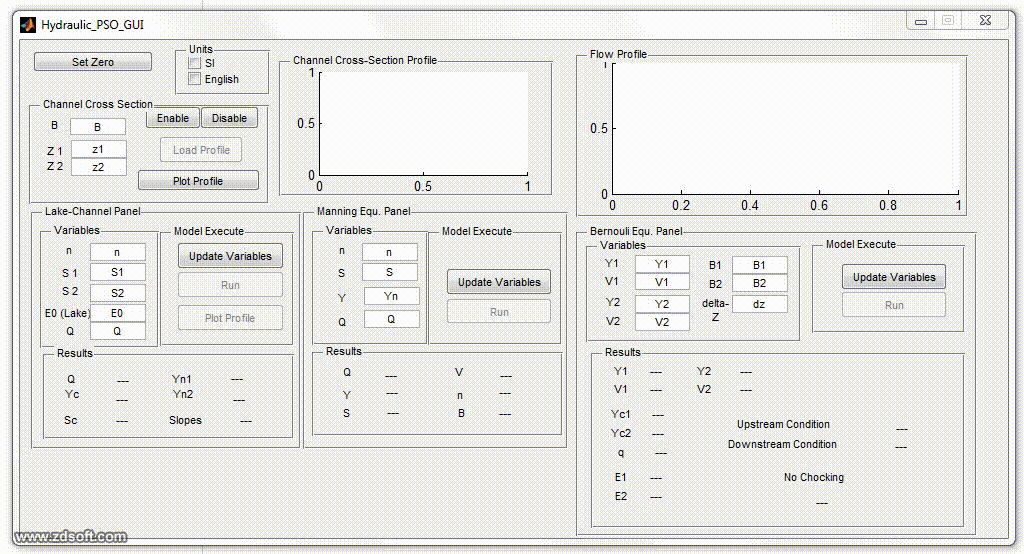 Hydraulic_PSO_GUI
Set Zero
Units
SI
English
Channel Cross Section
Enable
Disable
B
B
Z 1
z1
Z 2
z2
Load Profile
Plot Profile
Channel Cross-Section Profile
1
0.5
0
0
0.5
1
Flow Profile
1
0.5
0
0
0.2
0.4
0.6
0.8
1
Lake-Channel Panel
Variables
n
n
S 1
S1
S 2
S2
E0 (Lake)
E0
Q
Q
Model Execute
Update Variables
Run
Plot Profile
Results
Q
---
Yn1
---
Yc
---
Yn2
---
Sc
---
Slopes
---
Manning Equ. Panel
Variables
n
n
S
S
Y
Yn
Q
Q
Model Execute
Update Variables
Run
Results
Q
---
V
---
Y
---
n
---
S
---
B
---
Bernouli Equ. Panel
Variables
Y1
Y1
B1
B1
V1
V1
B2
B2
Y2
Y2
delta-
Z
dz
V2
V2
Model Execute
Update Variables
Run
Results
Y1
---
Y2
---
V1
---
V2
---
Yc1
---
Yc2
---
q
---
Upstream Condition
---
Downstream Condition
---
E1
---
E2
---
No Chocking
---
www.zdsoft.com